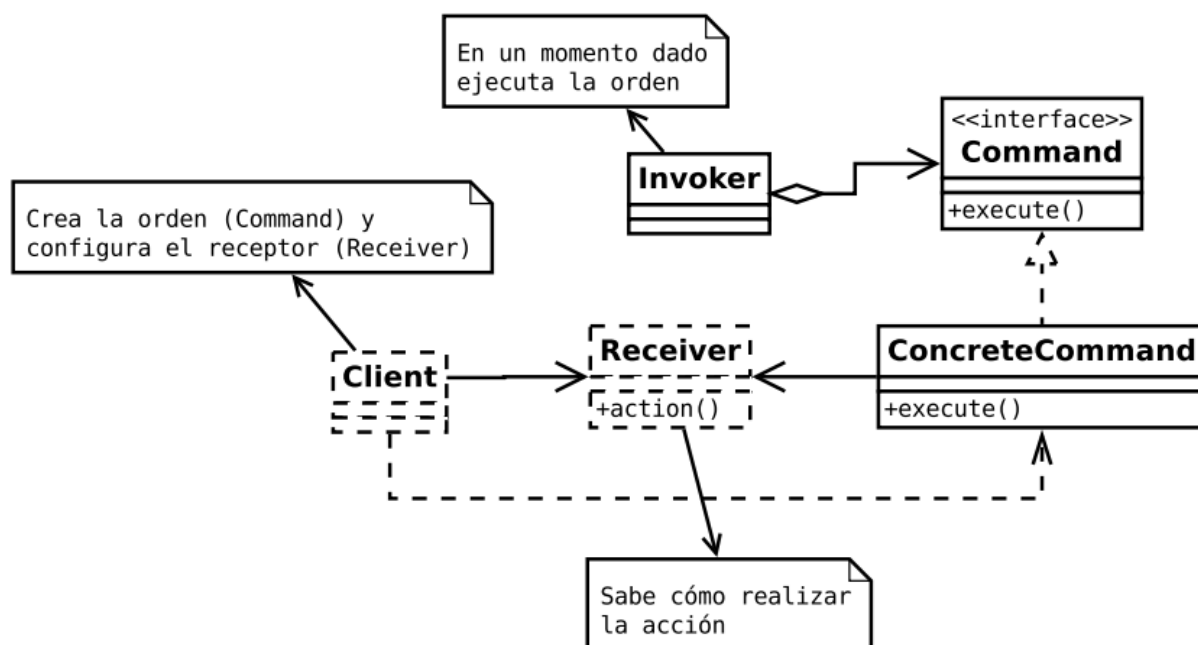 En un momento dado
ejecuta la orden
<<interface>>
Command
+execute()
Invoker
Crea la orden (Command) y
configura el receptor (Receiver)
Client
Receiver
+action()
ConcreteCommand
+execute()
Sabe cómo realizar
la acción